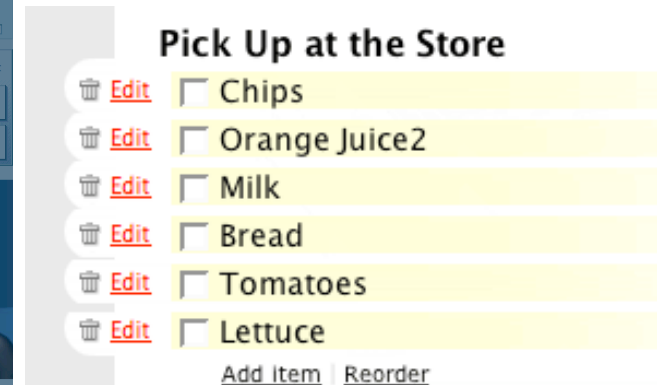 Pick Up at the Store
Edit Chips
Edit Orange Juice2
Edit Milk
Edit Bread
Edit Tomatoes
Edit Lettuce
Add item | Reorder